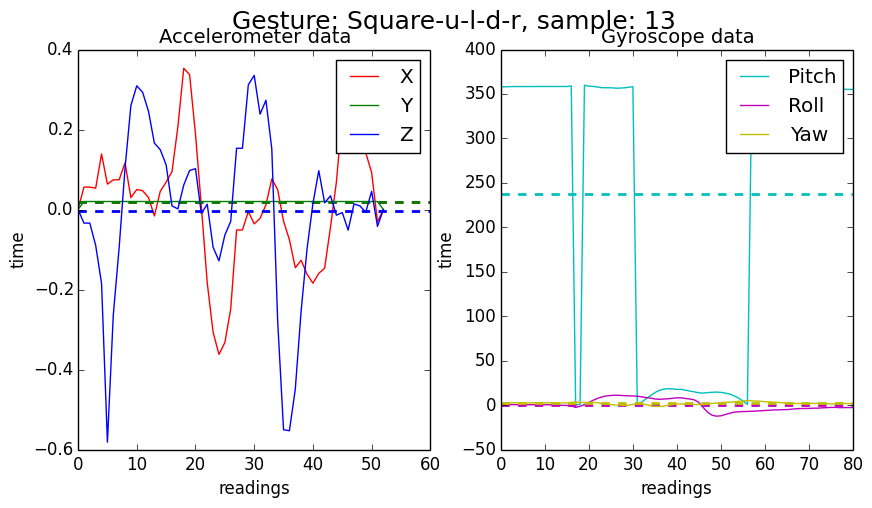 Gesture: Square-u-l-d-r, sample: 13
Accelerometer data
Gyroscope data
0.4
0.2
0.0
−0.2
−0.4
−0.6
time
0 10 20 30 40 50 60
readings
X
Y
Z
400
350
300
250
200
150
100
50
0
−50
time
0 10 20 30 40 50 60 70 80
readings
Pitch
Roll
Yaw